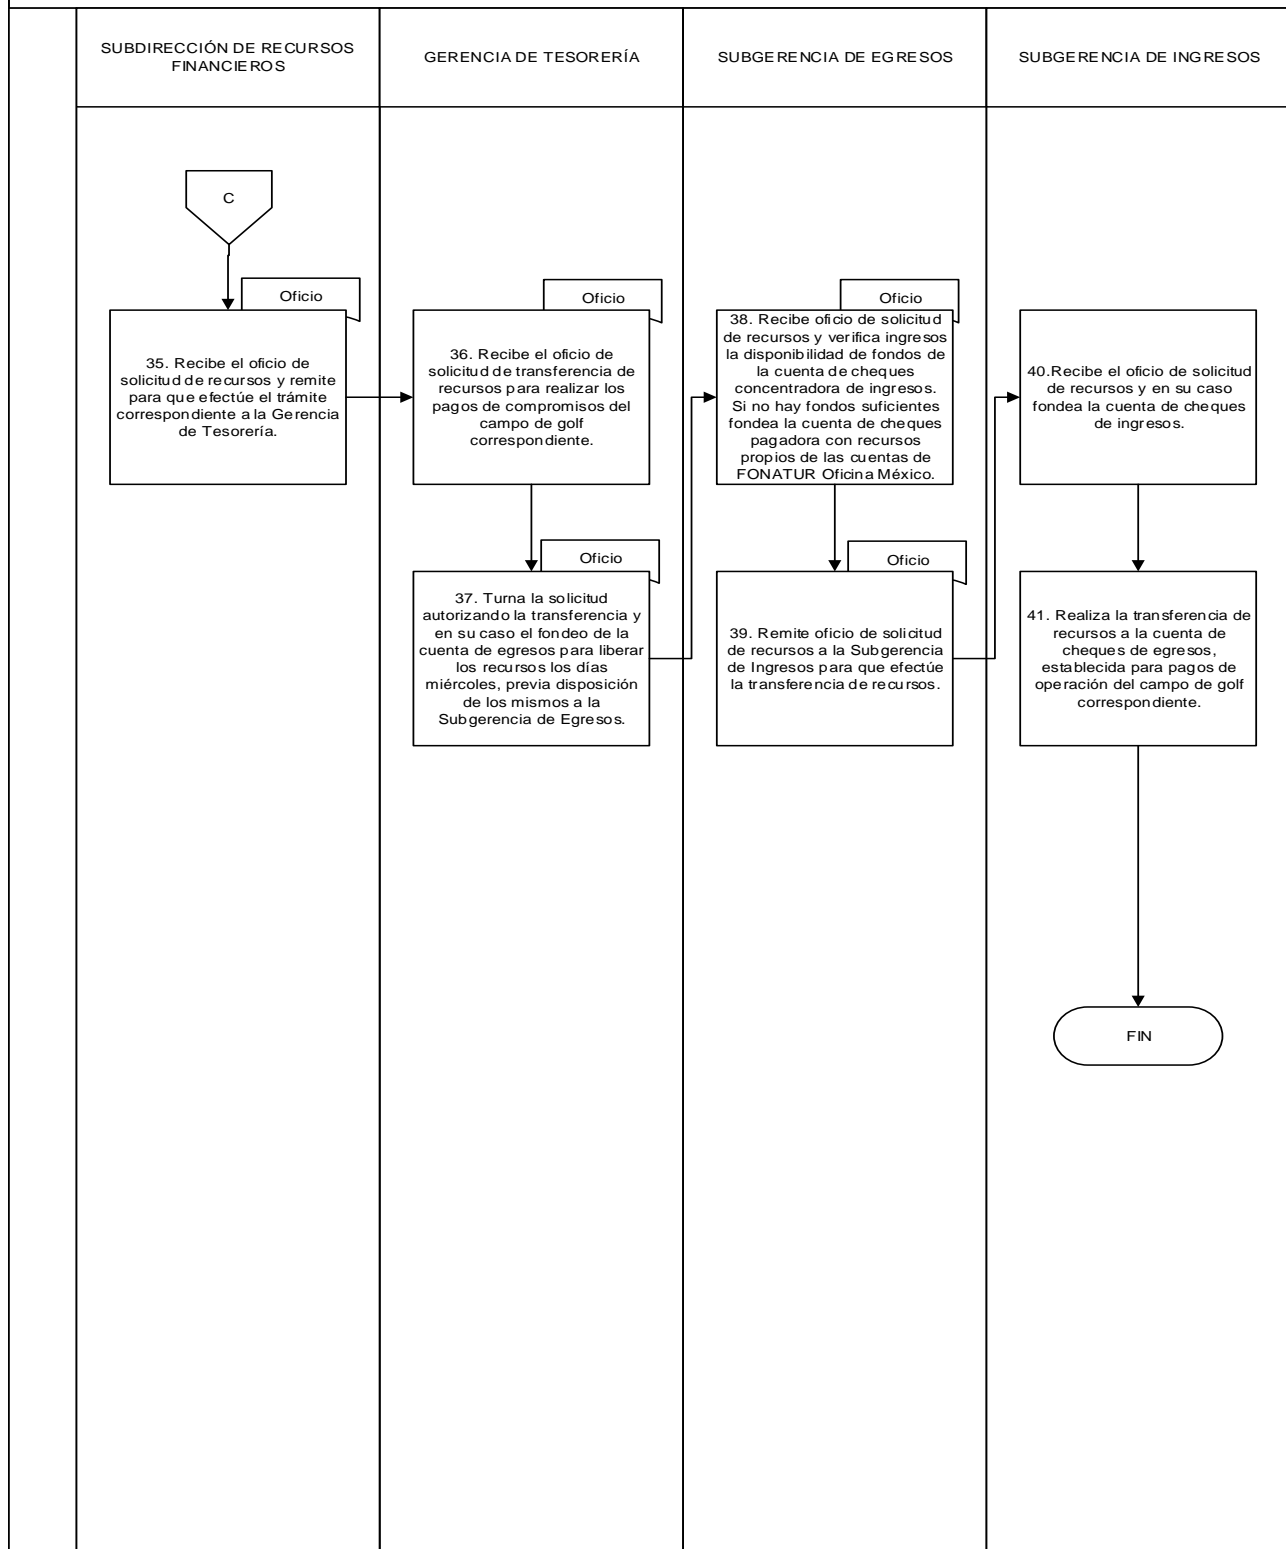 SUBDIRECCIÓN DE RECURSOS
FINANCIEROS
GERENCIA DE TESORERÍA
SUBGERENCIA DE EGRESOS
SUBGERENCIA DE INGRESOS
C
Oficio
35. Recibe el oficio de
solicitud de recursos y remite
para que efectúe el trámite
correspondiente a la Gerencia
de Tesorería.
Oficio
36. Recibe el oficio de
solicitud de transferencia de
recursos para realizar los
pagos de compromisos del
campo de golf
correspondiente.
Oficio
37. Turna la solicitud
autorizando la transferencia y
en su caso el fondeo de la
cuenta de egresos para liberar
los recursos los días
miércoles, previa disposición
de los mismos a la
Subgerencia de Egresos.
Oficio
38. Recibe oficio de solicitud
de recursos y verifica ingresos
la disponibilidad de fondos de
la cuenta de cheques
concentradora de ingresos.
Si no hay fondos suficientes
fondea la cuenta de cheques
pagadora con recursos
propios de las cuentas de
FONATUR Oficina México.
Oficio
39. Remite oficio de solicitud
de recursos a la Subgerencia
de Ingresos para que efectúe
la transferencia de recursos.
40.Recibe el oficio de solicitud
de recursos y en su caso
fondea la cuenta de cheques
de ingresos.
41. Realiza la transferencia de
recursos a la cuenta de
cheques de egresos,
establecida para pagos de
operación del campo de golf
correspondiente.
FIN